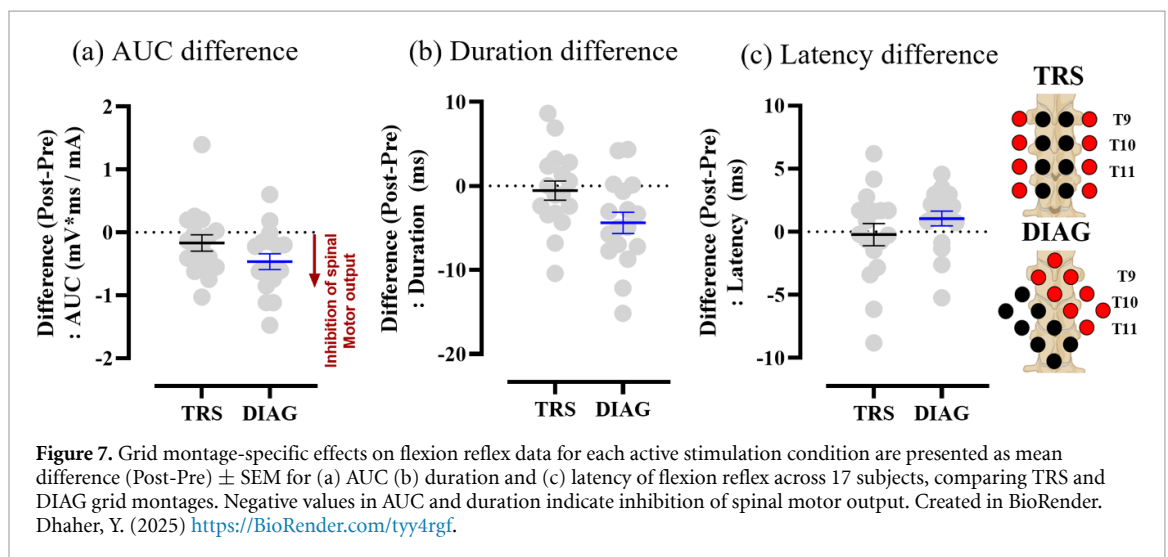 (a) AUC difference
(b) Duration difference
(c) Latency difference
Difference (Post-Pre)
: AUC (mV*ms / mA)
2
1
0
-1
-2
Inhibition of spinal
Motor output
TRS DIAG
Difference (Post-Pre)
: Duration (ms)
10
0
-10
-20
TRS DIAG
Difference (Post-Pre)
: Latency (ms)
10
5
0
-5
-10
TRS DIAG
TRS
T9
T10
T11
DIAG
T9
T10
T11
Figure 7. Grid montage-specific effects on flexion reflex data for each active stimulation condition are presented as mean
difference (Post-Pre) ± SEM for (a) AUC (b) duration and (c) latency of flexion reflex across 17 subjects, comparing TRS and
DIAG grid montages. Negative values in AUC and duration indicate inhibition of spinal motor output. Created in BioRender.
Dhaher, Y. (2025) https://BioRender.com/tyy4rgf.